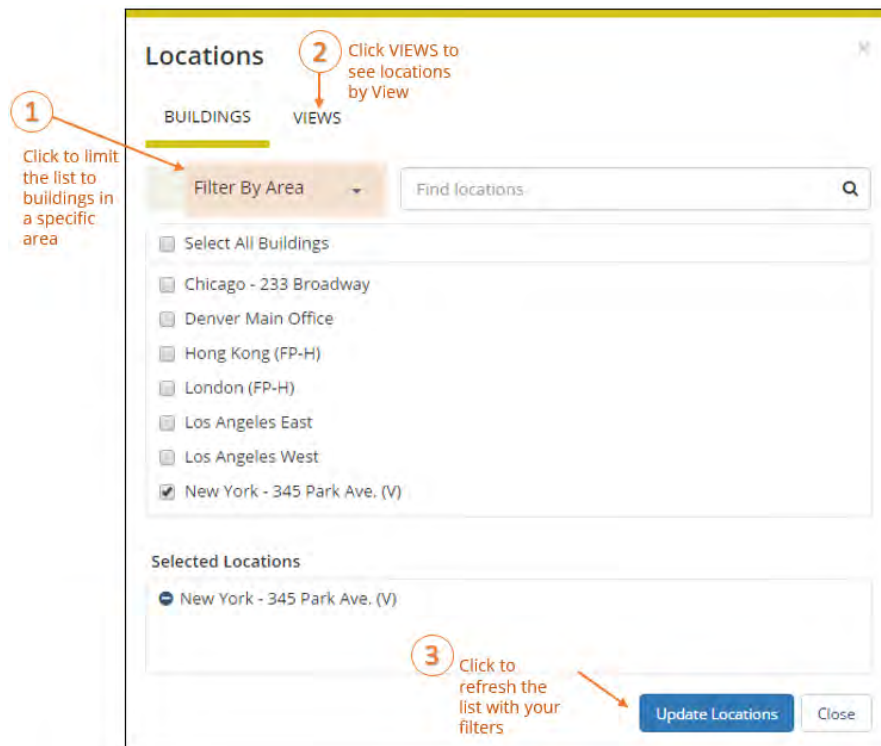 Locations
2
Click VIEWS to
see locations
by View
1
BUILDINGS
VIEWS
Click to limit
the list to
buildings in
a specific
area
Filter By Area
Find locations
Select All Buildings
Chicago - 233 Broadway
Denver Main Office
Hong Kong (FP-H)
London (FP-H)
Los Angeles East
Los Angeles West
New York - 345 Park Ave. (V)
Selected Locations
New York - 345 Park Ave. (V)
3
Click to
refresh the
list with your
filters
Update Locations
Close